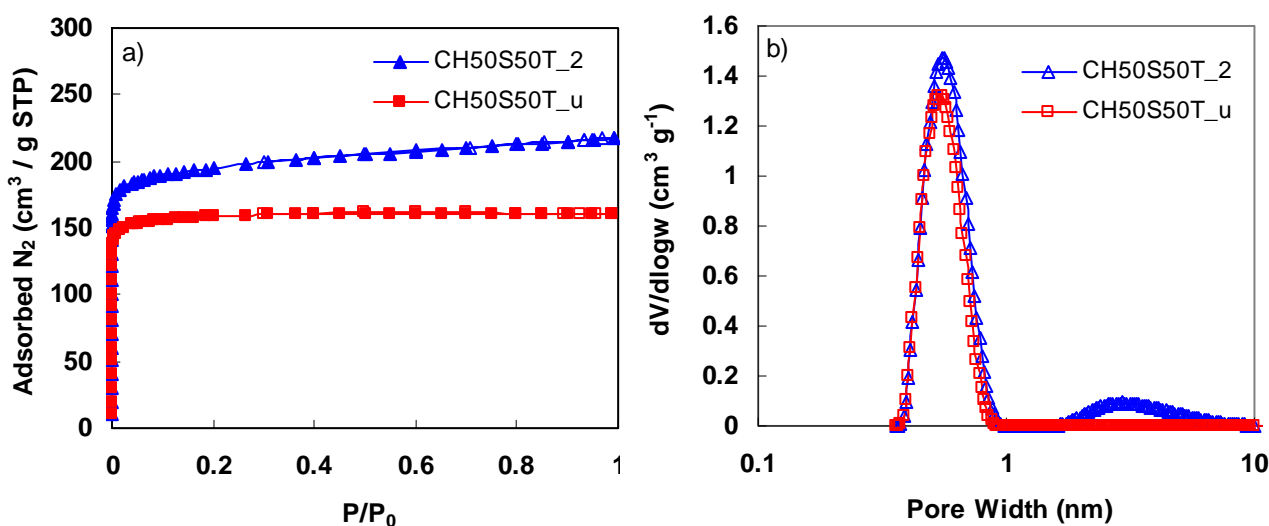 a)
CH50S50T_2
CH50S50T_u
300
250
200
150
100
50
0
Adsorbed N₂ (cm³ / g STP)
0 0.2 0.4 0.6 0.8 1
P/P₀
b)
CH50S50T_2
CH50S50T_u
1.6
1.4
1.2
1
0.8
0.6
0.4
0.2
0
dV/dlogw (cm³ g⁻¹)
0.1 1 10
Pore Width (nm)